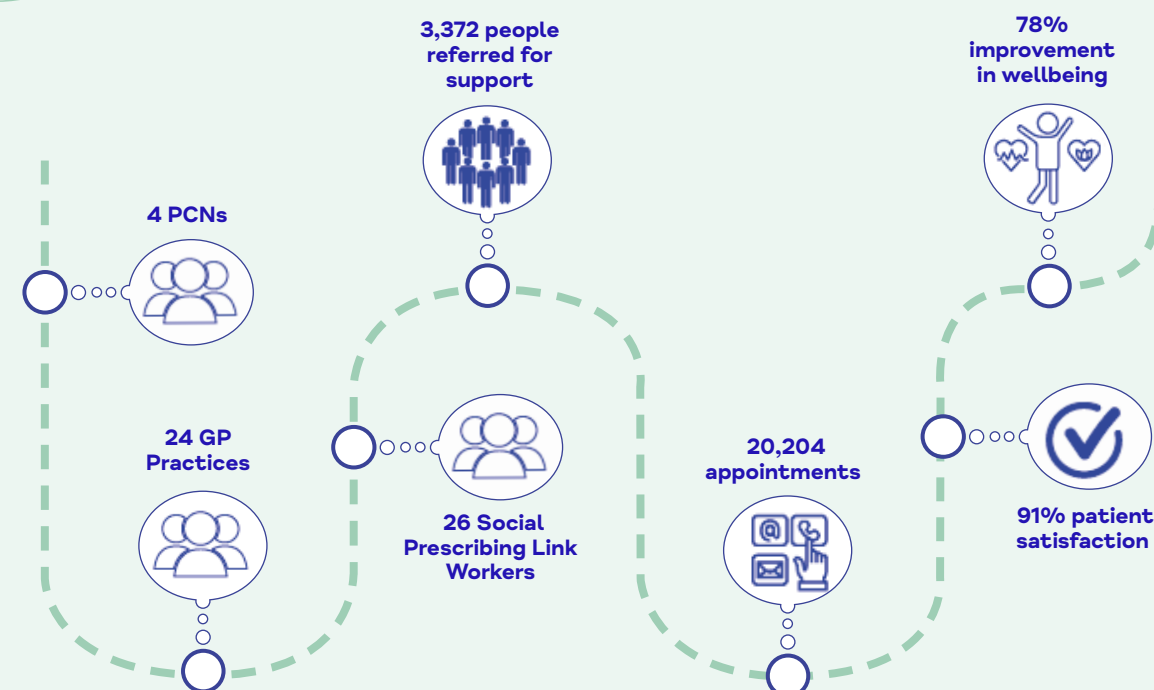 4 PCNs
24 GP
Practices
26 Social
Prescribing Link
Workers
3,372 people
referred for
support
20,204
appointments
91% patient
satisfaction
78%
improvement
in wellbeing